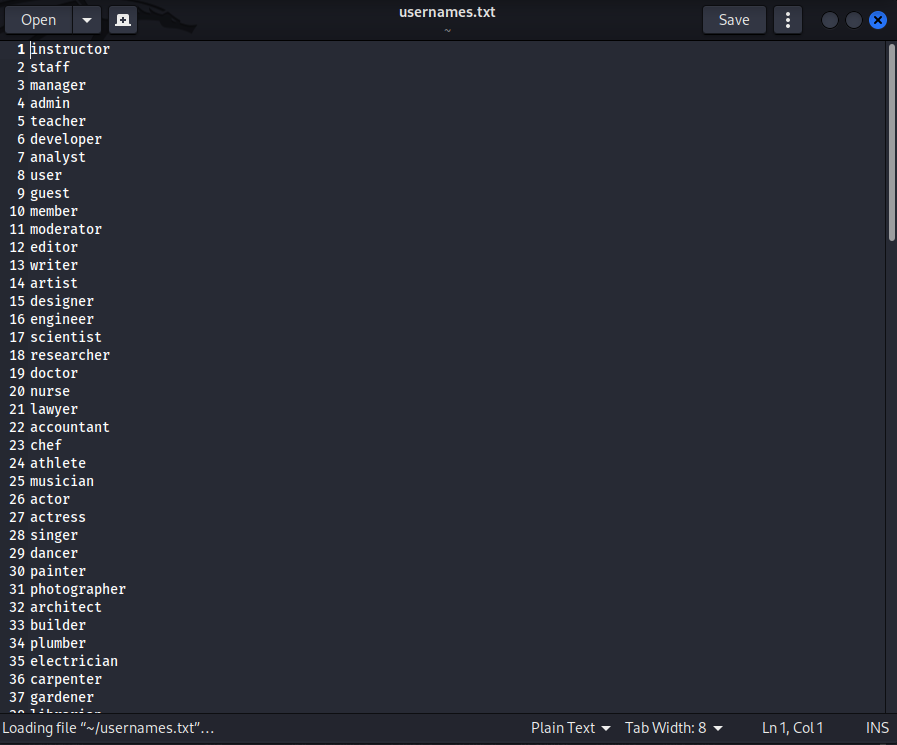 Open
usernames.txt
~
Save
1 instructor
2 staff
3 manager
4 admin
5 teacher
6 developer
7 analyst
8 user
9 guest
10 member
11 moderator
12 editor
13 writer
14 artist
15 designer
16 engineer
17 scientist
18 researcher
19 doctor
20 nurse
21 lawyer
22 accountant
23 chef
24 athlete
25 musician
26 actor
27 actress
28 singer
29 dancer
30 painter
31 photographer
32 architect
33 builder
34 plumber
35 electrician
36 carpenter
37 gardener
Loading file “~/usernames.txt”… Plain Text Tab Width: 8 Ln 1, Col 1 INS